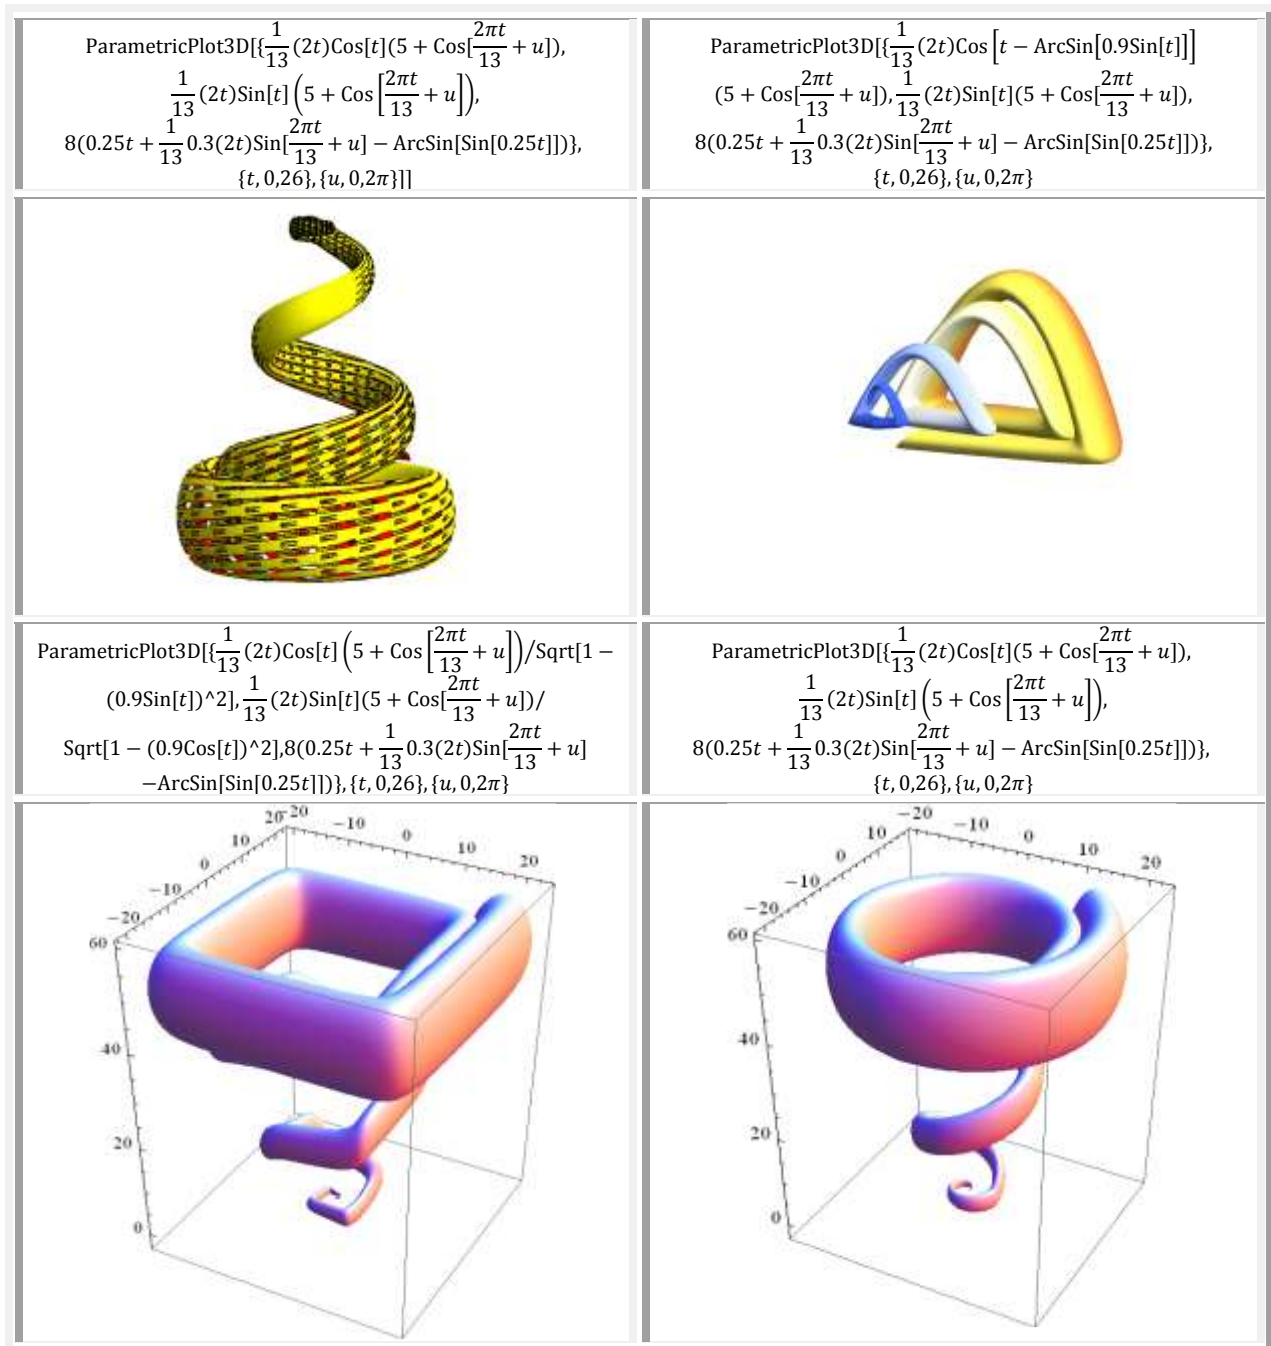 ParametricPlot3D[{1/13(2t)Cos[t](5 + Cos[2πt/13 + u]),
1/13(2t)Sin[t](5 + Cos[2πt/13 + u]),
8(0.25t + 1/13 0.3(2t)Sin[2πt/13 + u] − ArcSin[Sin[0.25t]])},
{t, 0,26}, {u, 0,2π}]]
ParametricPlot3D[{1/13(2t)Cos[t − ArcSin[0.9Sin[t]]]
(5 + Cos[2πt/13 + u]), 1/13(2t)Sin[t](5 + Cos[2πt/13 + u]),
8(0.25t + 1/13 0.3(2t)Sin[2πt/13 + u] − ArcSin[Sin[0.25t]])},
{t, 0,26}, {u, 0,2π}
ParametricPlot3D[{1/13(2t)Cos[t](5 + Cos[2πt/13 + u])/Sqrt[1 −
(0.9Sin[t])^2], 1/13(2t)Sin[t](5 + Cos[2πt/13 + u])/
Sqrt[1 − (0.9Cos[t])^2],8(0.25t + 1/13 0.3(2t)Sin[2πt/13 + u]
−ArcSin[Sin[0.25t]])}, {t, 0,26}, {u, 0,2π}
ParametricPlot3D[{1/13(2t)Cos[t](5 + Cos[2πt/13 + u]),
1/13(2t)Sin[t](5 + Cos[2πt/13 + u]),
8(0.25t + 1/13 0.3(2t)Sin[2πt/13 + u] − ArcSin[Sin[0.25t]])},
{t, 0,26}, {u, 0,2π}
20 −20 −10 0 10 20
10
0
−10
−20
60
40
20
0
−20 −10 0 10 20
10
0
−10
−20
60
40
20
0